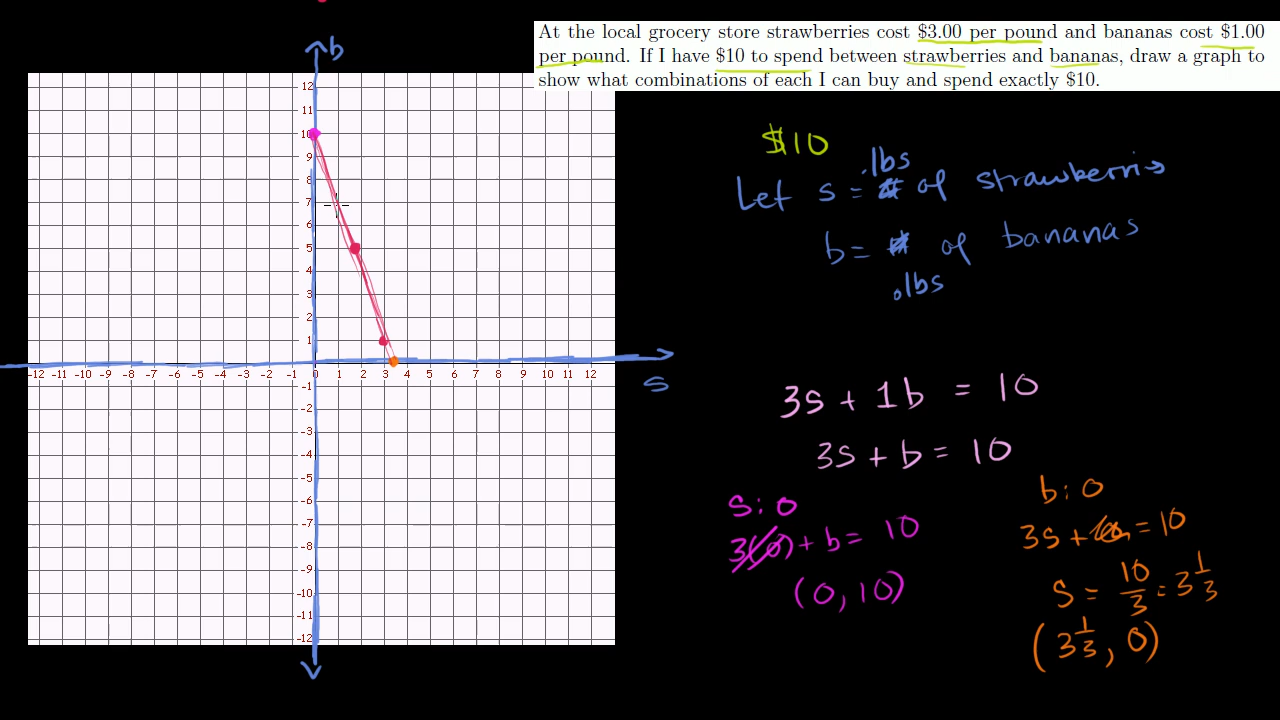 At the local grocery store strawberries cost $3.00 per pound and bananas cost $1.00
per pound. If I have $10 to spend between strawberries and bananas, draw a graph to
show what combinations of each I can buy and spend exactly $10.
b
12
11
10
9
8
7
6
5
4
3
2
1
-12 -11 -10 -9 -8 -7 -6 -5 -4 -3 -2 -1 0 1 2 3 4 5 6 7 8 9 10 11 12
s
-1
-2
-3
-4
-5
-6
-7
-8
-9
-10
-11
-12
$10
lbs
Let s = # of strawberries
b = # of bananas
lbs
3s + 1b = 10
3s + b = 10
s: 0
3(0) + b = 10
(0, 10)
b: 0
3s + = 10
s = 10/3 = 3 1/3
(3 1/3, 0)